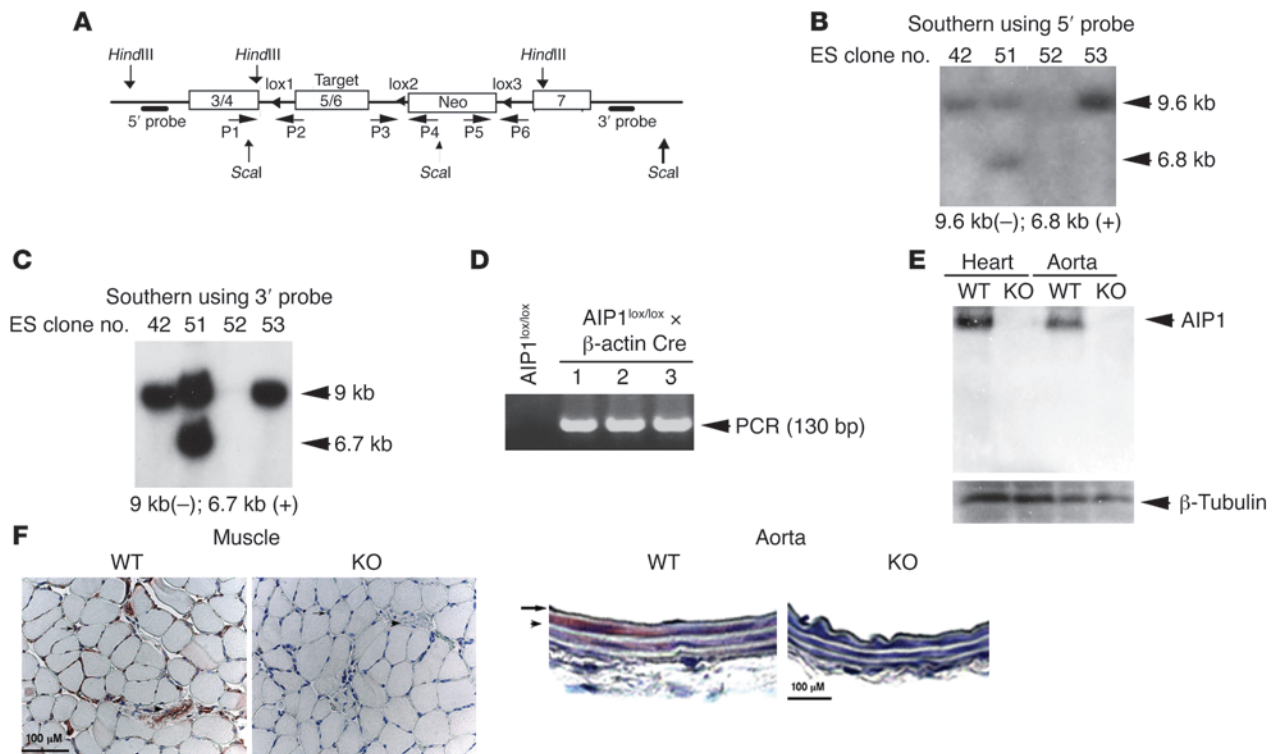 A
HindIII HindIII HindIII
lox1 Target lox2 lox3
3/4 5/6 Neo 7
5′ probe 3′ probe
P1 P2 P3 P4 P5 P6
ScaI ScaI ScaI
B
Southern using 5′ probe
ES clone no. 42 51 52 53
9.6 kb
6.8 kb
9.6 kb(–); 6.8 kb (+)
C
Southern using 3′ probe
ES clone no. 42 51 52 53
9 kb
6.7 kb
9 kb(–); 6.7 kb (+)
D
AIP1lox/lox
AIP1lox/lox ×
β-actin Cre
1 2 3
PCR (130 bp)
E
Heart Aorta
WT KO WT KO
AIP1
β-Tubulin
F
Muscle Aorta
WT KO WT KO
100 μM
100 μM